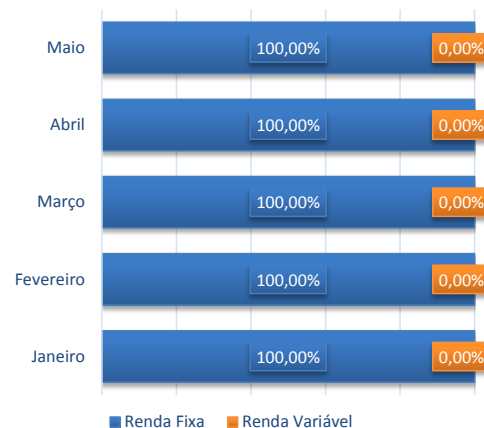 Maio 100,00% 0,00%
Abril 100,00% 0,00%
Março 100,00% 0,00%
Fevereiro 100,00% 0,00%
Janeiro 100,00% 0,00%
Renda Fixa Renda Variável